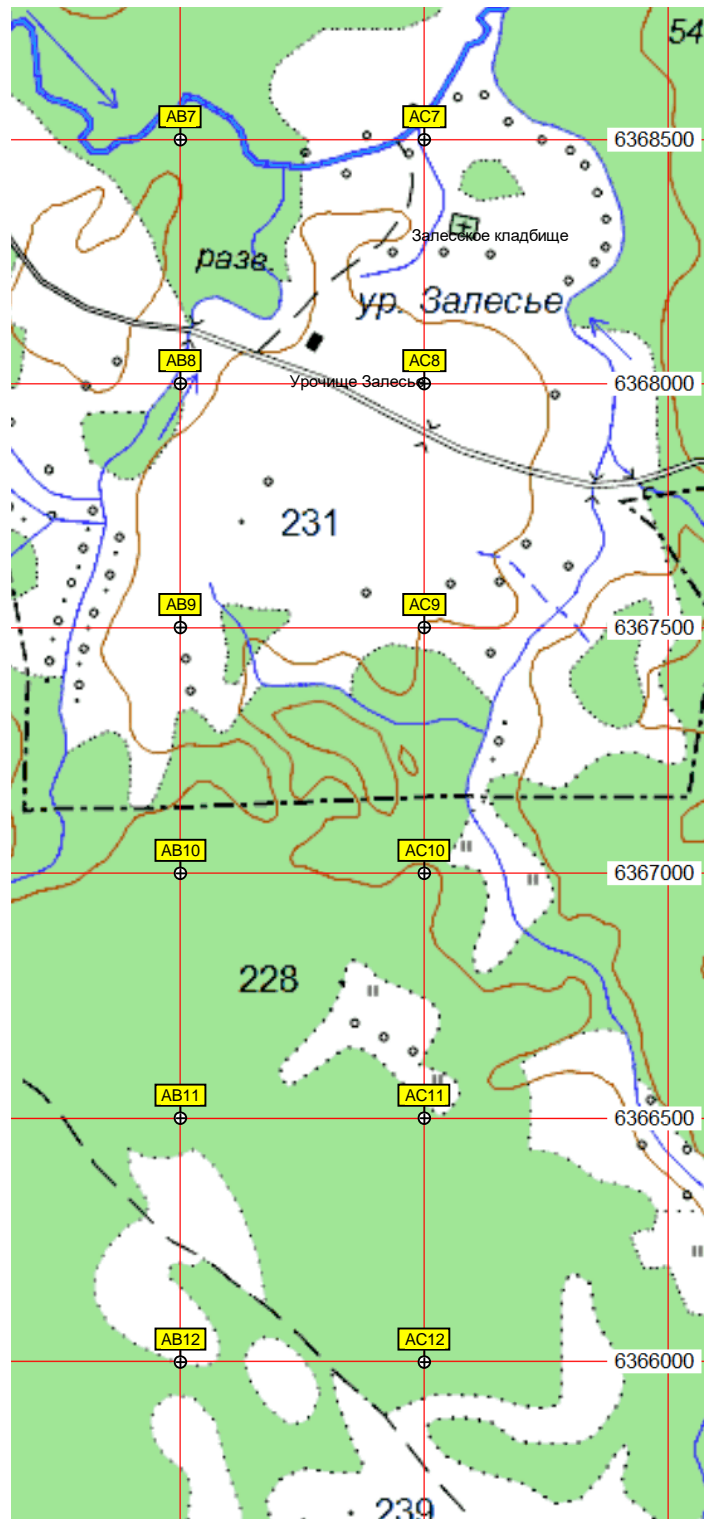 54
AB7
AC7
6368500
Залесское кладбище
разв.
ур. Залесье
AB8
AC8
6368000
Урочище Залесье
231
AB9
AC9
6367500
AB10
AC10
6367000
228
AB11
AC11
6366500
AB12
AC12
6366000
239